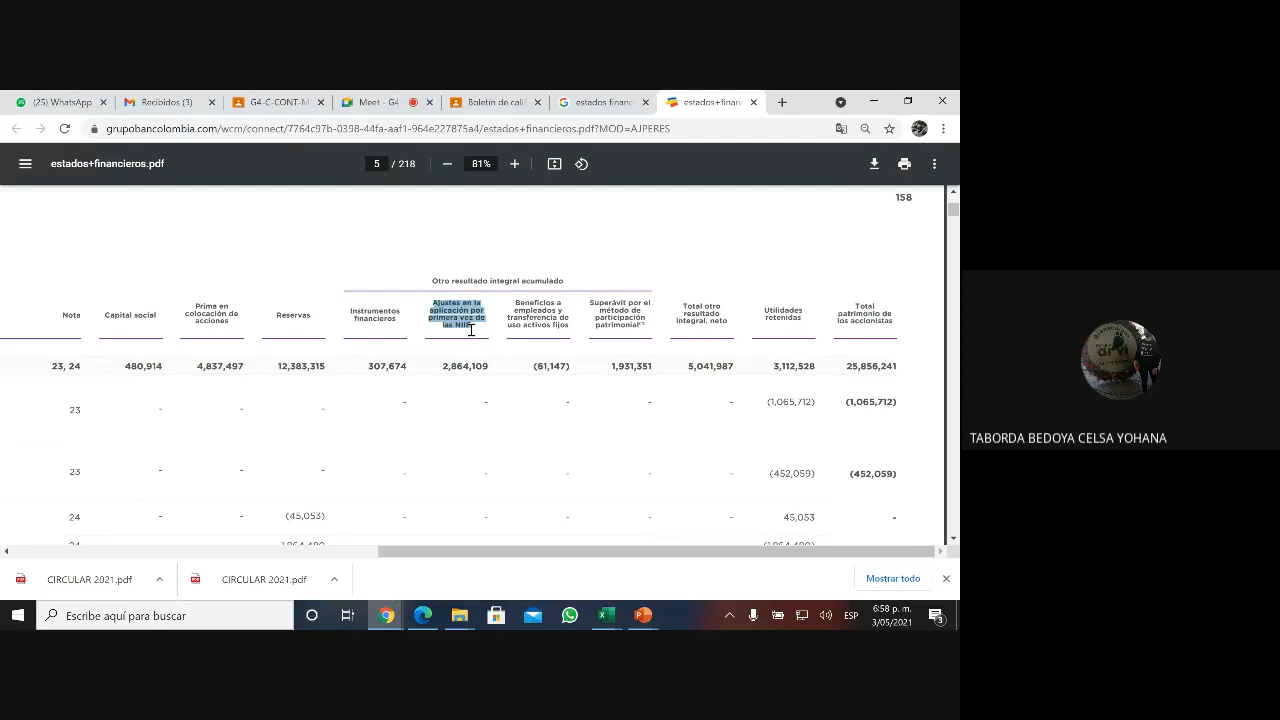 (25) WhatsApp
Recibidos (3) -
G4-C-CONT-M
Meet - G4-
Boletín de cali
estados financ
estados+finan
grupobancolombia.com/wcm/connect/7764c97b-0398-44fa-aaf1-964e227875a4/estados+financieros.pdf?MOD=AJPERES
estados+financieros.pdf
5 / 218
81%
158
Otro resultado integral acumulado
Nota
Capital social
Prima en
colocación de
acciones
Reservas
Instrumentos
financieros
Ajustes en la
aplicación por
primera vez de
las NIIF
Beneficios a
empleados y
transferencia de
uso activos fijos
Superávit por el
método de
participación
patrimonial
Total otro
resultado
integral, neto
Utilidades
retenidas
Total
patrimonio de
los accionistas
23, 24 480,914 4,837,497 12,383,315 307,674 2,864,109 (61,147) 1,931,351 5,041,987 3,112,528 25,856,241
23 - - - - - - - - (1,065,712) (1,065,712)
23 - - - - - - - - (452,059) (452,059)
24 - - (45,053) - - - - - 45,053 -
TABORDA BEDOYA CELSA YOHANA
CIRCULAR 2021.pdf
CIRCULAR 2021.pdf
Mostrar todo
Escribe aquí para buscar
ESP
6:58 p. m.
3/05/2021
3